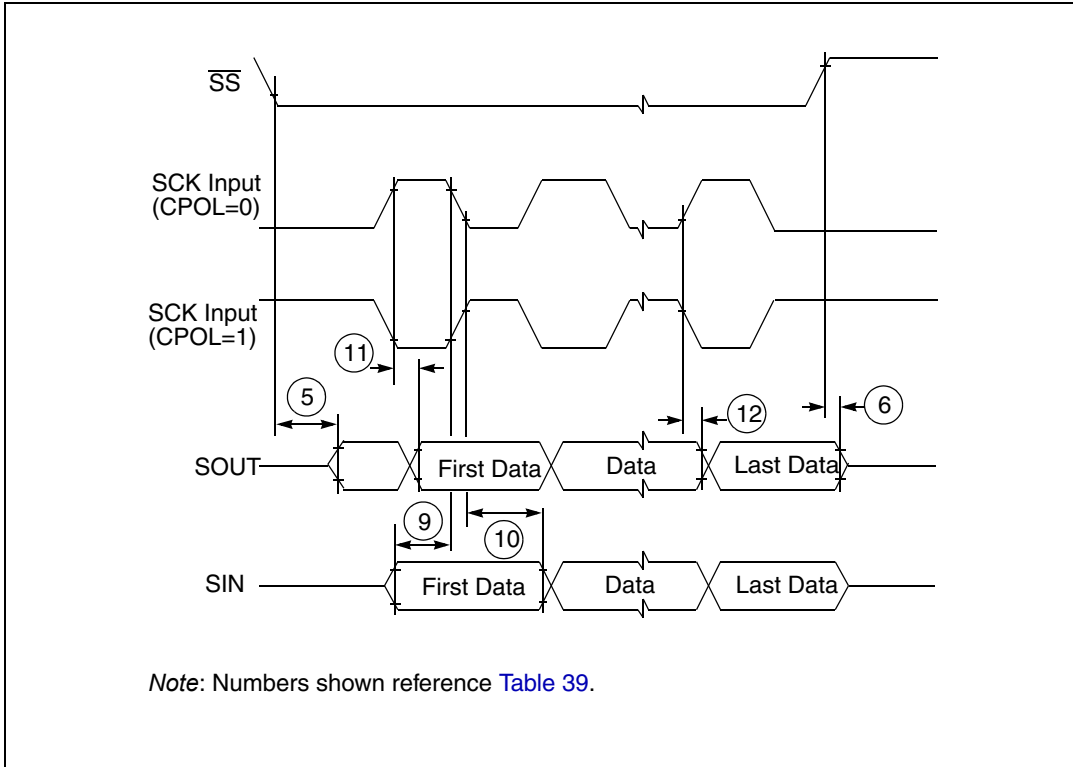 SS
SCK Input
(CPOL=0)
SCK Input
(CPOL=1)
11
5
12
6
SOUT
First Data
Data
Last Data
9
10
SIN
First Data
Data
Last Data
Note: Numbers shown reference Table 39.